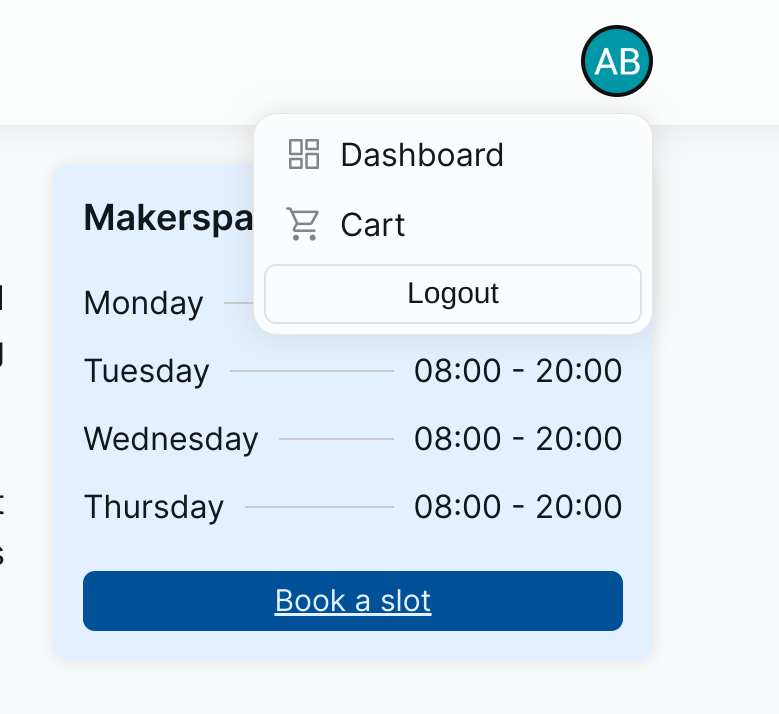 AB
Dashboard
Cart
Logout
Makerspa
Monday
Tuesday 08:00 - 20:00
Wednesday 08:00 - 20:00
Thursday 08:00 - 20:00
Book a slot